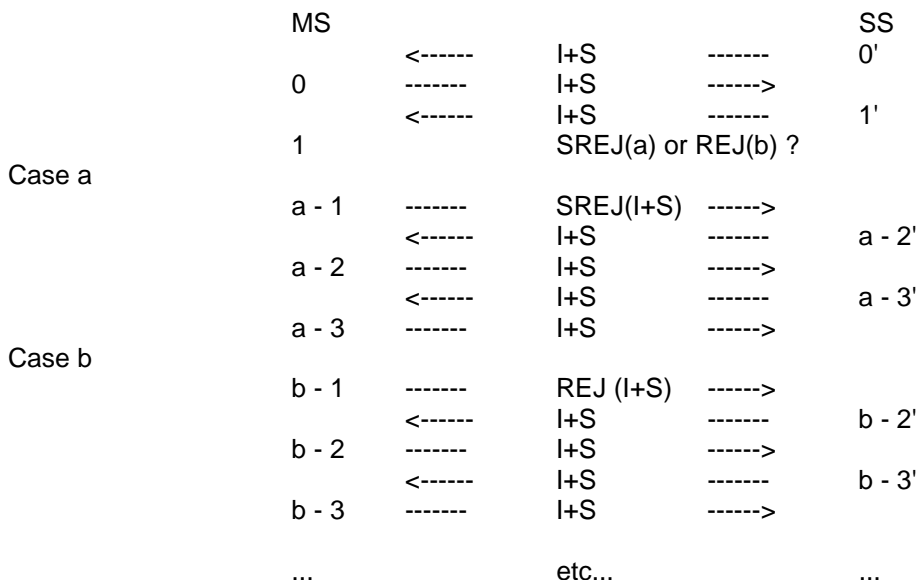 MS SS
<------ I+S ------- 0'
0 ------- I+S ------>
<------ I+S ------- 1'
1 SREJ(a) or REJ(b) ?
Case a
a - 1 ------- SREJ(I+S) ------>
<------ I+S ------- a - 2'
a - 2 ------- I+S ------>
<------ I+S ------- a - 3'
a - 3 ------- I+S ------>
Case b
b - 1 ------- REJ (I+S) ------>
<------ I+S ------- b - 2'
b - 2 ------- I+S ------>
<------ I+S ------- b - 3'
b - 3 ------- I+S ------>
... etc... ...